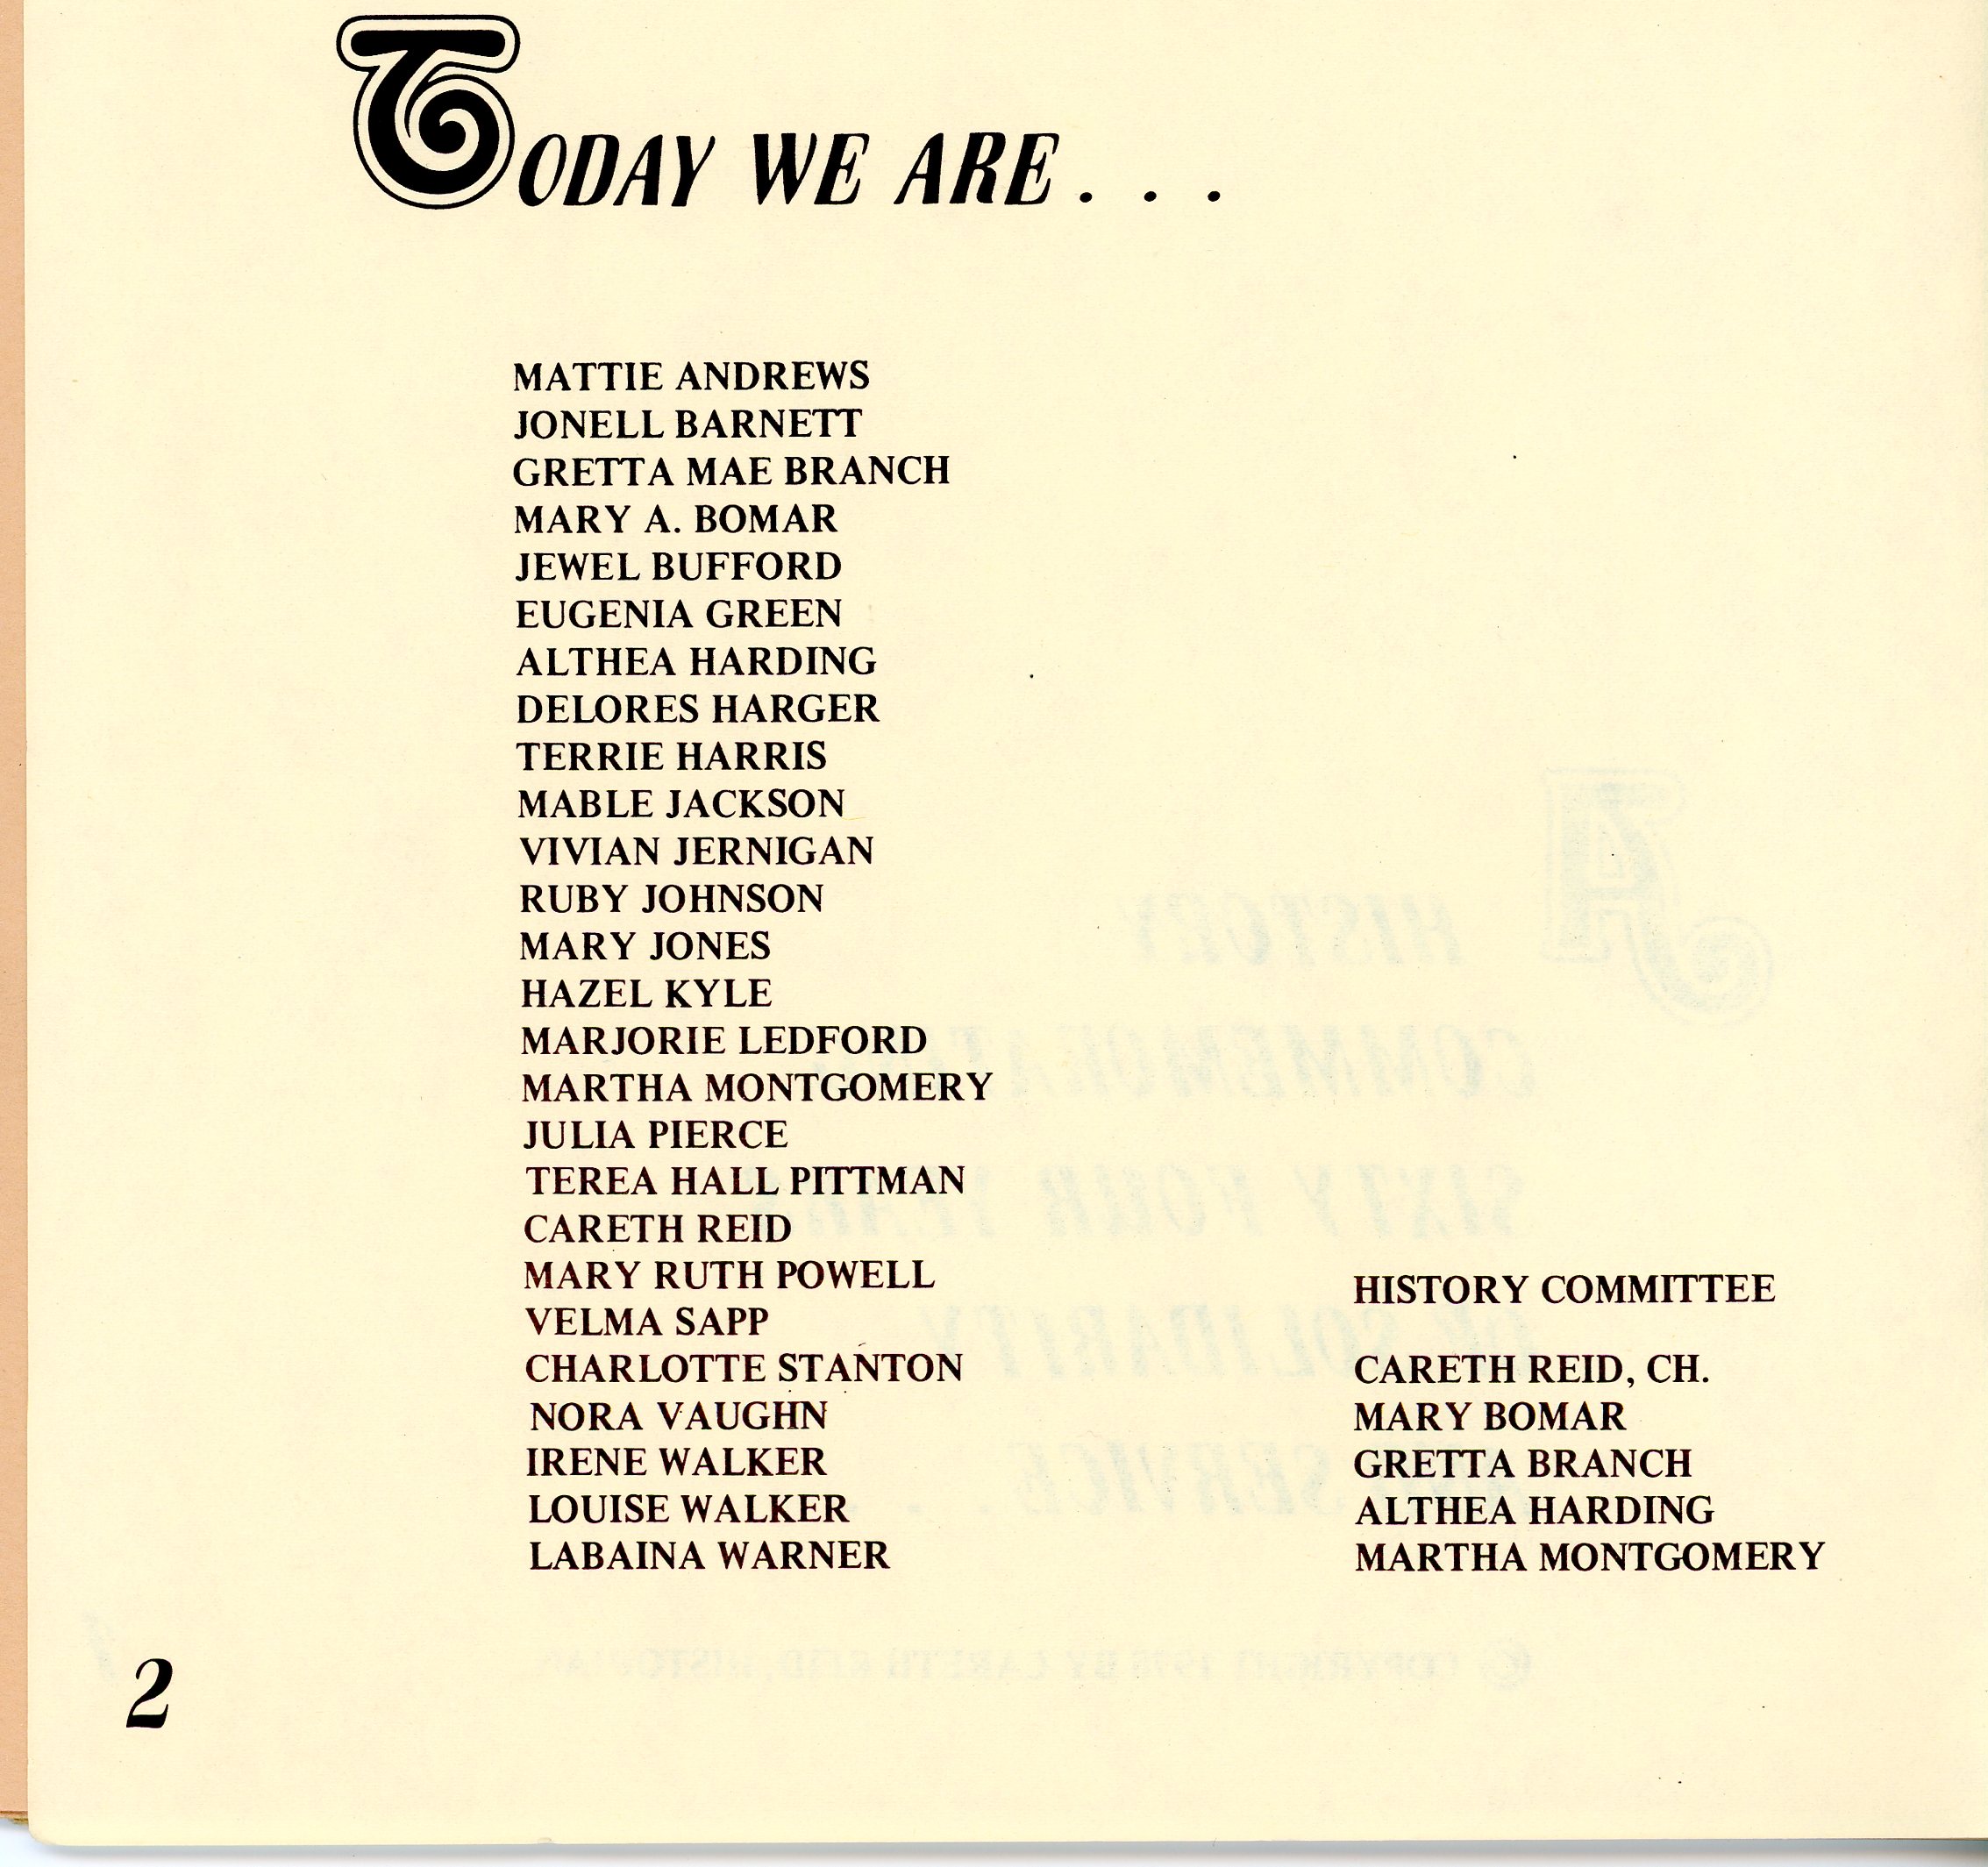 TODAY WE ARE . . .
MATTIE ANDREWS
JONELL BARNETT
GRETTA MAE BRANCH
MARY A. BOMAR
JEWEL BUFFORD
EUGENIA GREEN
ALTHEA HARDING
DELORES HARGER
TERRIE HARRIS
MABLE JACKSON
VIVIAN JERNIGAN
RUBY JOHNSON
MARY JONES
HAZEL KYLE
MARJORIE LEDFORD
MARTHA MONTGOMERY
JULIA PIERCE
TEREA HALL PITTMAN
CARETH REID
MARY RUTH POWELL
VELMA SAPP
CHARLOTTE STANTON
NORA VAUGHN
IRENE WALKER
LOUISE WALKER
LABAINA WARNER
HISTORY COMMITTEE
CARETH REID, CH.
MARY BOMAR
GRETTA BRANCH
ALTHEA HARDING
MARTHA MONTGOMERY
2